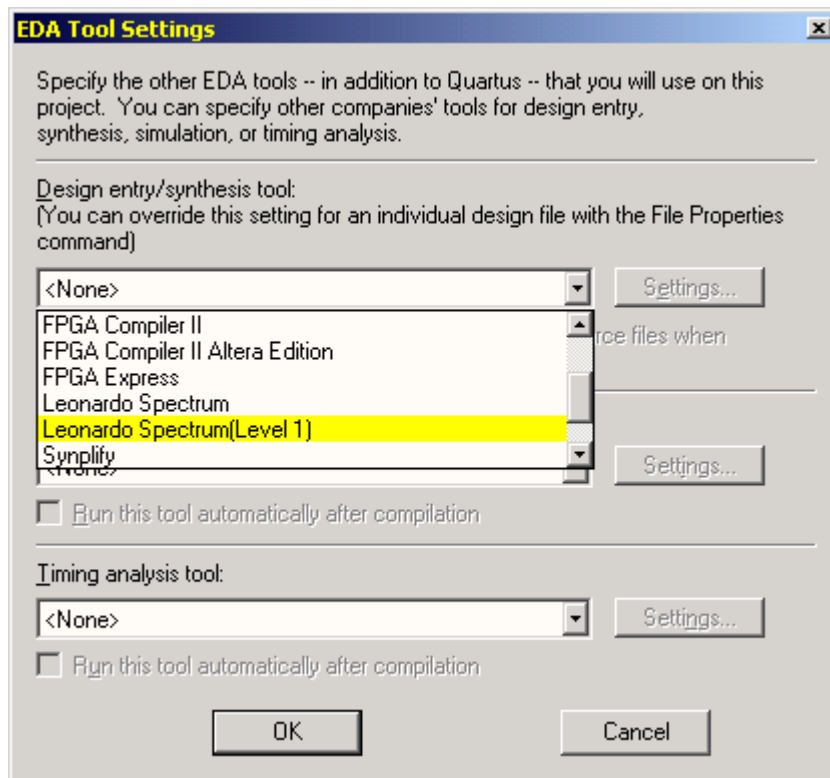 EDA Tool Settings
Specify the other EDA tools -- in addition to Quartus -- that you will use on this
project. You can specify other companies' tools for design entry,
synthesis, simulation, or timing analysis.
Design entry/synthesis tool:
(You can override this setting for an individual design file with the File Properties
command)
<None>
Settings...
FPGA Compiler II
FPGA Compiler II Altera Edition
rce files when
FPGA Express
Leonardo Spectrum
Leonardo Spectrum(Level 1)
Synplify
<None>
Settings...
Run this tool automatically after compilation
Timing analysis tool:
<None>
Settings...
Run this tool automatically after compilation
OK
Cancel